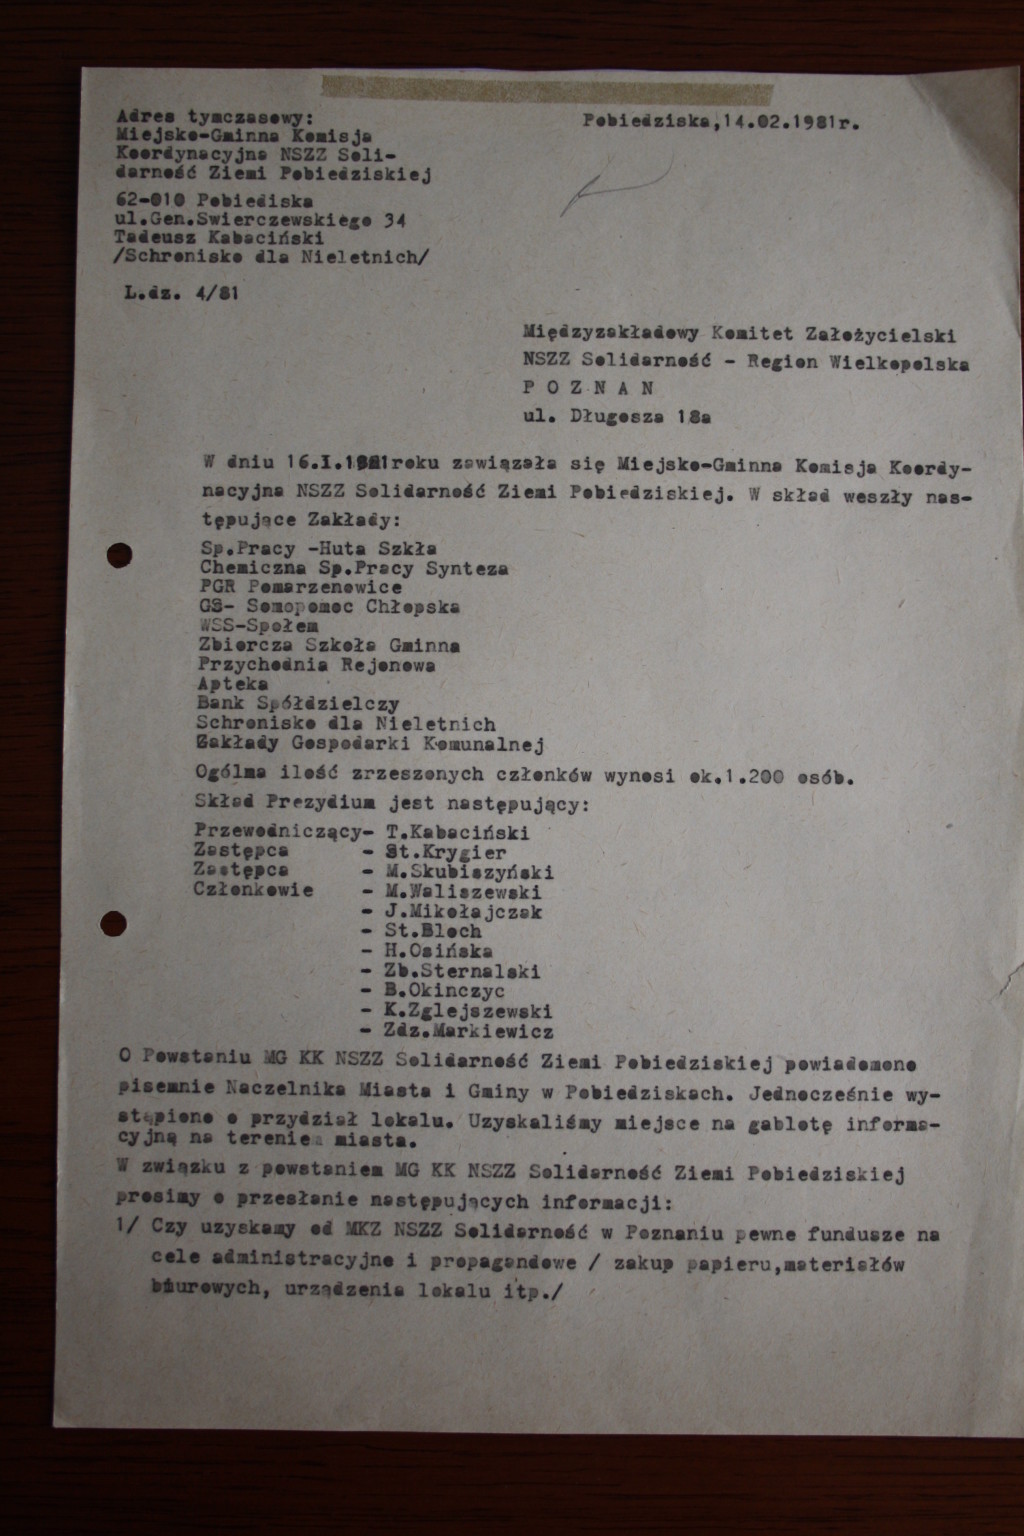 Adres tymczasowy:
Pobiedziska,14.02.1981r.
Miejsko-Gminna Komisja
Koordynacyjna NSZZ Soli-
darność Ziemi Pobiedziskiej
62-010 Pobiediska
ul.Gen.Swierczewskiego 34
Tadeusz Kabaciński
/Schronisko dla Nieletnich/
L.dz. 4/81
Międzyzakładowy Komitet Założycielski
NSZZ Solidarność - Region Wielkopolska
P O Z N A N
ul. Długosza 18a
W dniu 16.I.1981roku zawiązała się Miejsko-Gminna Komisja Koordy-
nacyjna NSZZ Solidarność Ziemi Pobiedziskiej. W skład weszły nas-
tępujące Zakłady:
Sp.Pracy -Huta Szkła
Chemiczna Sp.Pracy Synteza
PGR Pomarzanowice
GS- Somopomoc Chłopska
WSS-Społem
Zbiorcza Szkoła Gminna
Przychodnia Rejonowa
Apteka
Bank Spółdzielczy
Schronisko dla Nieletnich
Zakłady Gospodarki Komunalnej
Ogólma ilość zrzeszonych członków wynosi ok.1.200 osób.
Skład Prezydium jest następujący:
Przewodniczący- T.Kabaciński
Zastępca - St.Krygier
Zastępca - M.Skubiszyński
Członkowie - M.Waliszewski
- J.Mikołajczak
- St.Bloch
- H.Osińska
- Zb.Sternalski
- B.Okinczyc
- K.Zglejszewski
- Zdz.Markiewicz
O Powstaniu MG KK NSZZ Solidarność Ziemi Pobiedziskiej powiadomono
pisemnie Naczelnika Miasta i Gminy w Pobiedziskach. Jednocześnie wy-
stąpiono o przydział lokalu. Uzyskaliśmy miejsce na gablotę informa-
cyjną na terenie miasta.
W związku z powstaniem MG KK NSZZ Solidarność Ziemi Pobiedziskiej
prosimy o przesłanie następujących informacji:
1/ Czy uzyskamy od MKZ NSZZ Solidarność w Poznaniu pewne fundusze na
cele administracyjne i propagandowe / zakup papieru,materiałów
biurowych, urządzenia lokalu itp./